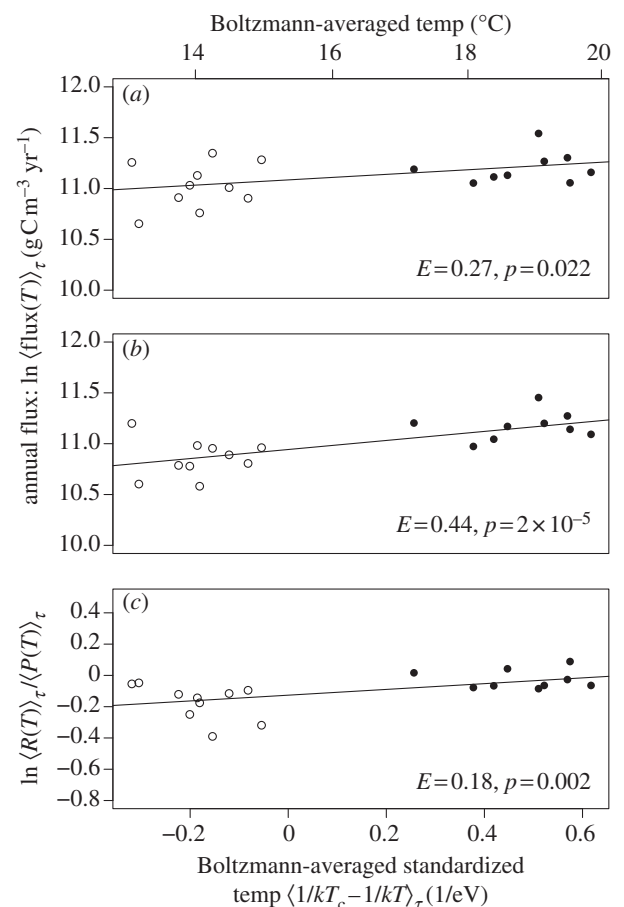 Boltzmann-averaged temp (°C)
14 16 18 20
annual flux: ln ⟨flux(T)⟩τ (g C m−3 yr−1)
(a)
12.0
11.5
11.0
10.5
10.0
E=0.27, p=0.022
(b)
12.0
11.5
11.0
10.5
10.0
E=0.44, p=2×10−5
ln ⟨R(T)⟩τ/⟨P(T)⟩τ
(c)
0.4
0.2
0
−0.2
−0.4
−0.6
−0.8
E=0.18, p=0.002
−0.2 0 0.2 0.4 0.6
Boltzmann-averaged standardized
temp ⟨1/kTc−1/kT⟩τ (1/eV)